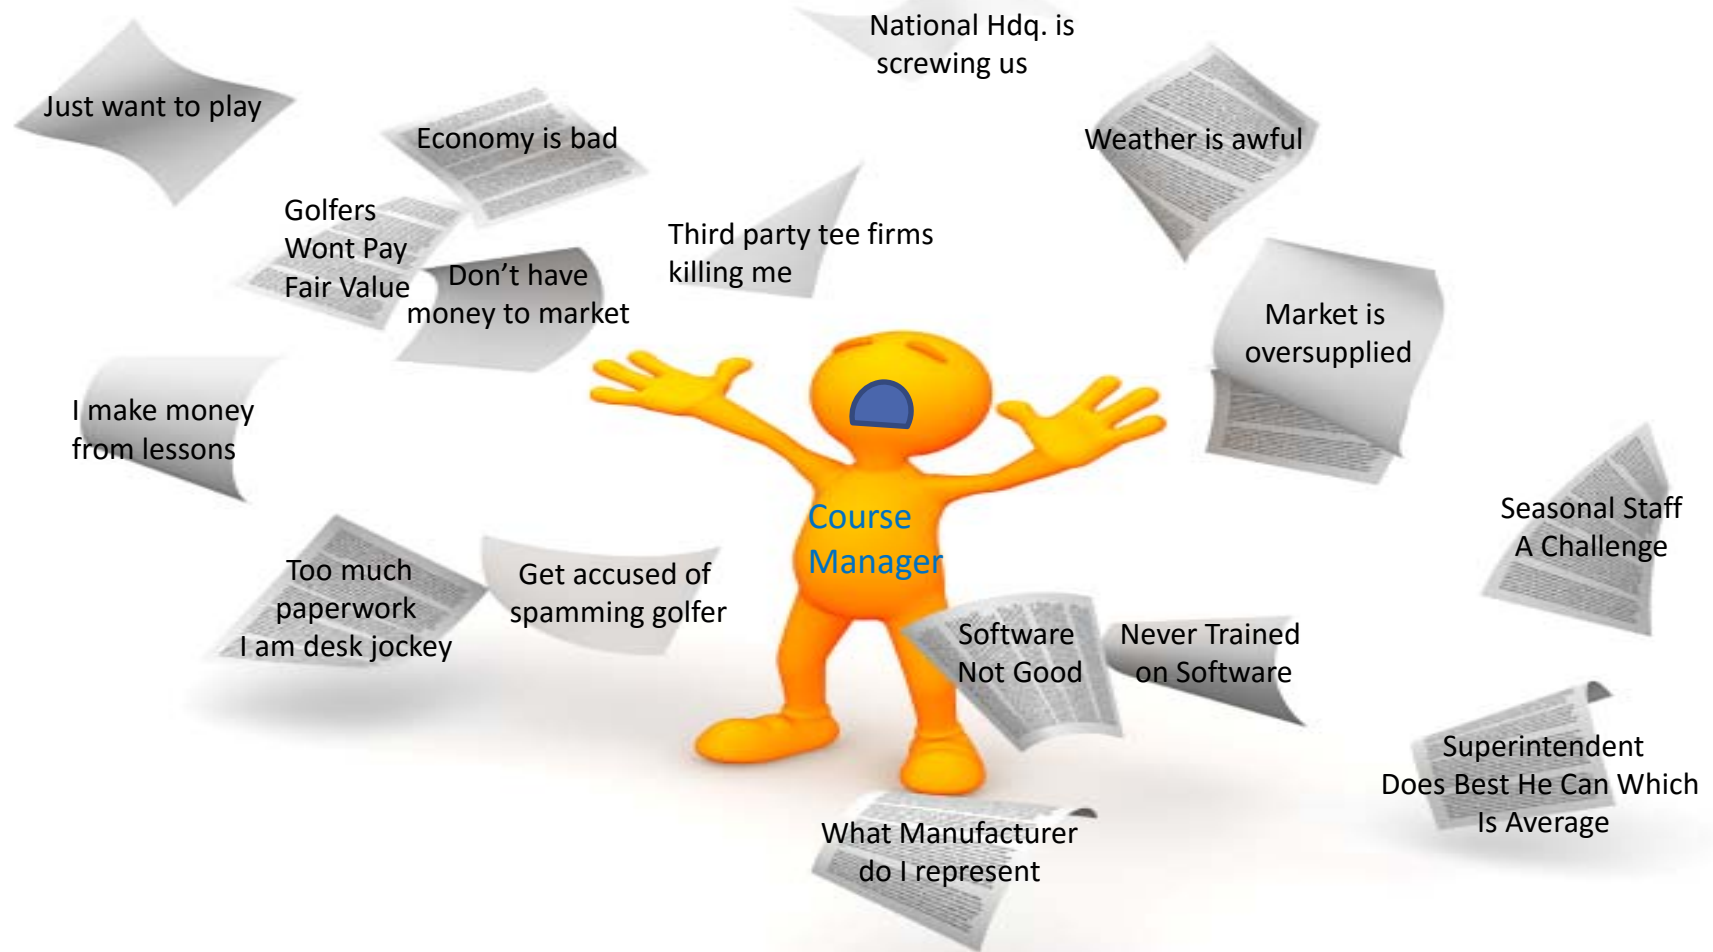 National Hdq. is
screwing us
Just want to play
Economy is bad
Weather is awful
Golfers
Wont Pay
Fair Value
Don’t have
money to market
Third party tee firms
killing me
Market is
oversupplied
I make money
from lessons
Course
Manager
Seasonal Staff
A Challenge
Too much
paperwork
I am desk jockey
Get accused of
spamming golfer
Software
Not Good
Never Trained
on Software
Superintendent
Does Best He Can Which
Is Average
What Manufacturer
do I represent